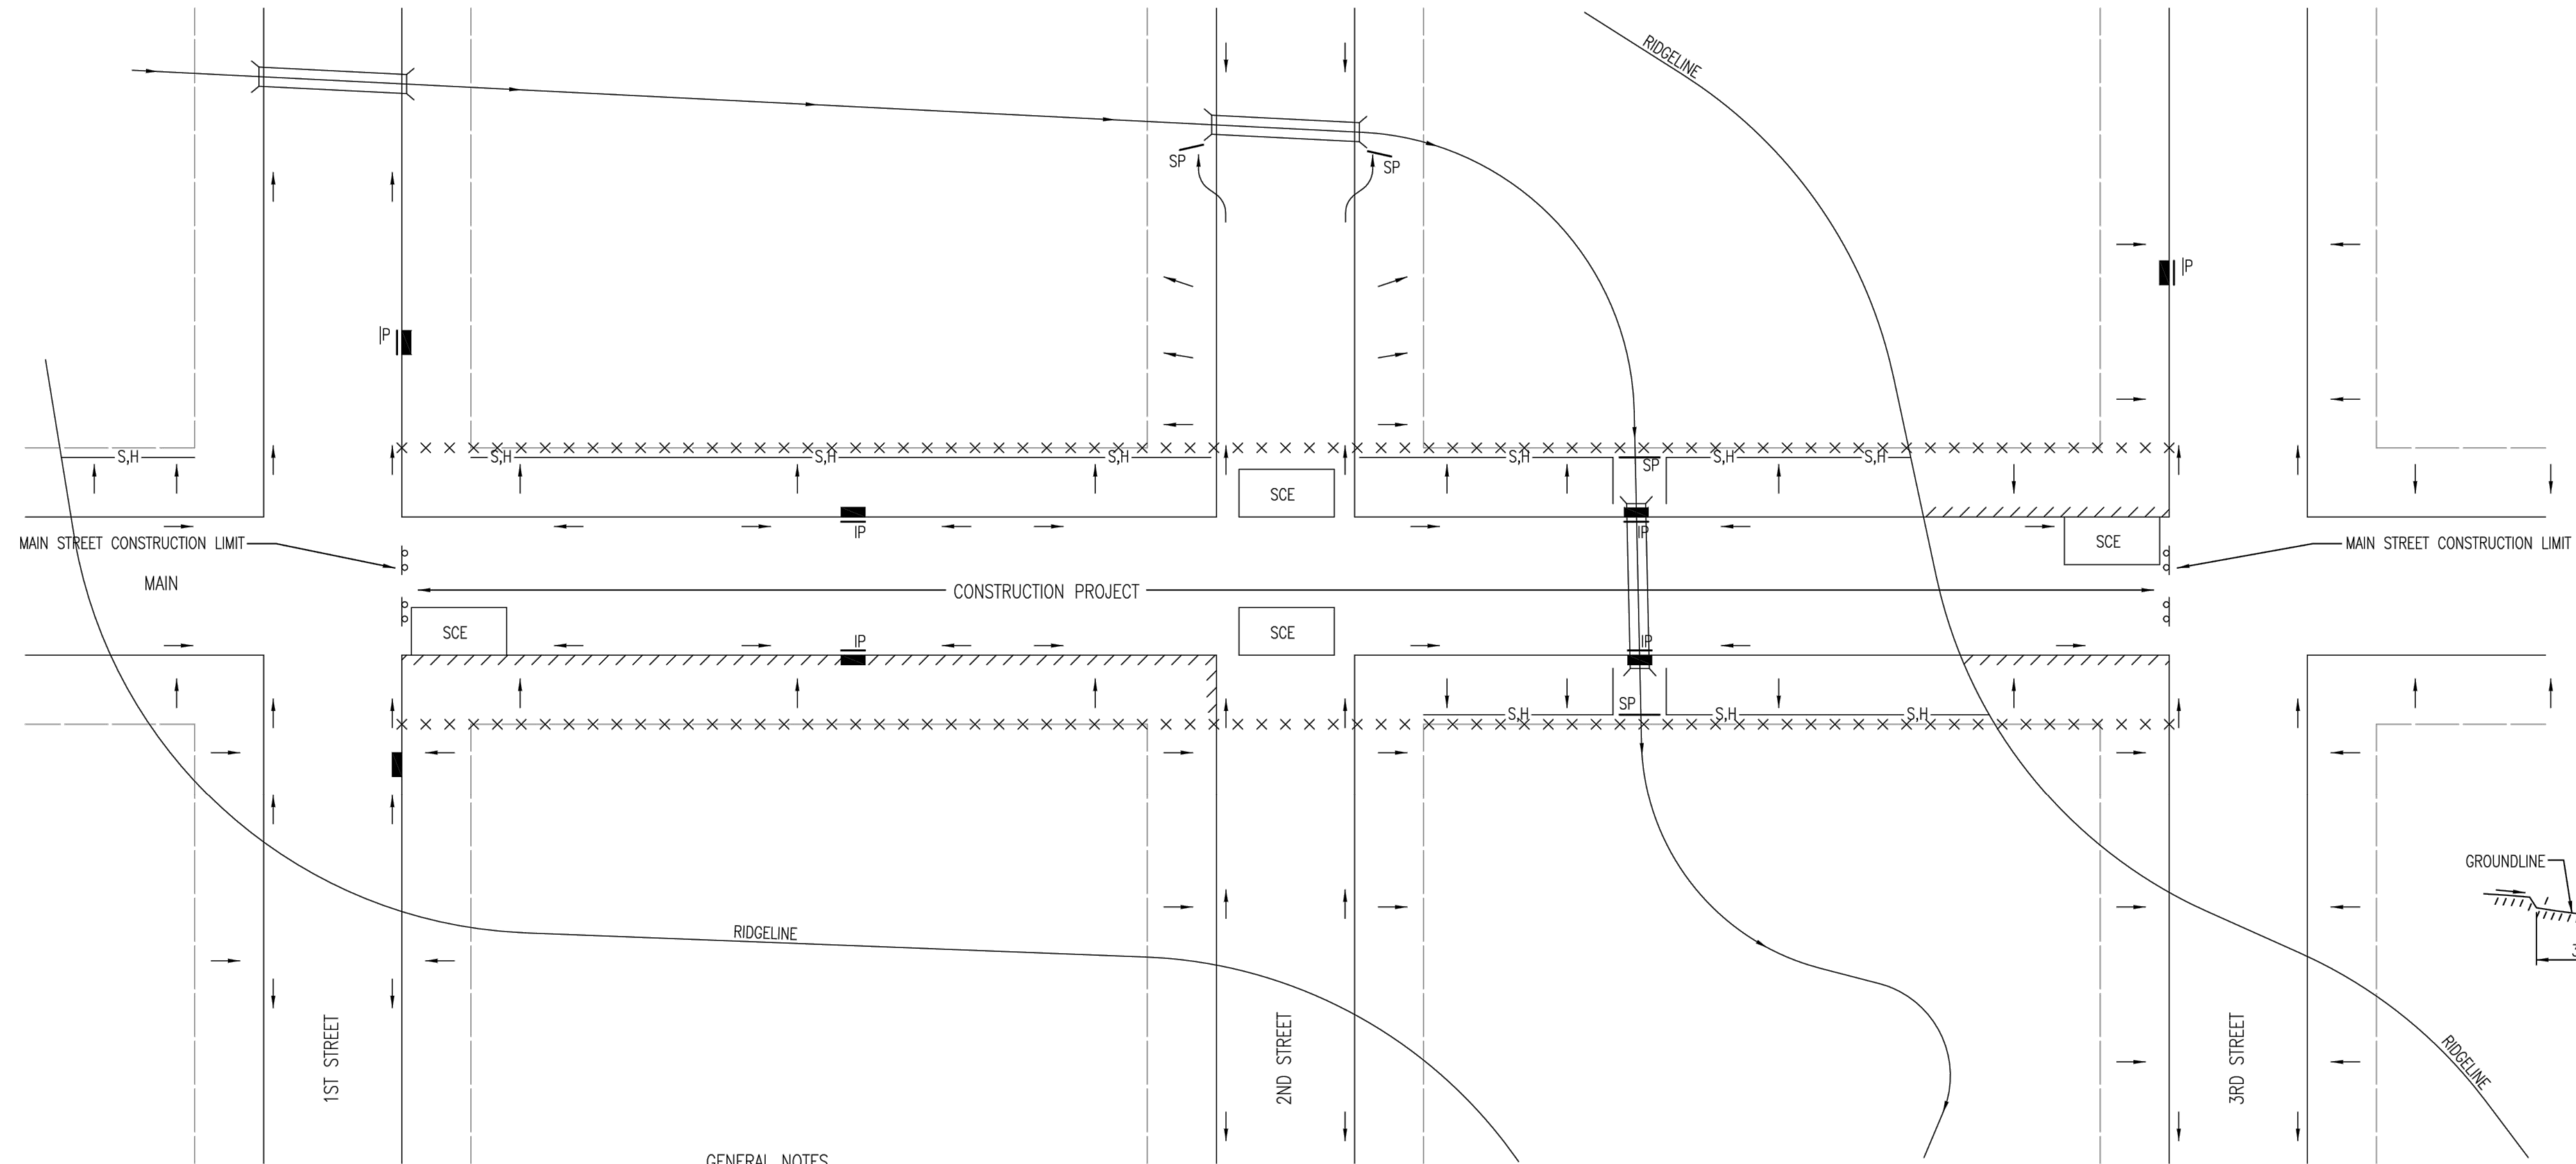 RIDGELINE
SP
SP
IP
IP
S,H
S,H
S,H
S,H
S,H
SP
S,H
S,H
SCE
IP
IP
MAIN STREET CONSTRUCTION LIMIT
SCE
MAIN STREET CONSTRUCTION LIMIT
MAIN
CONSTRUCTION PROJECT
SCE
SCE
IP
IP
SP
S,H
S,H
S,H
GROUNDLINE
RIDGELINE
3
1ST STREET
2ND STREET
3RD STREET
RIDGELINE
GENERAL NOTES